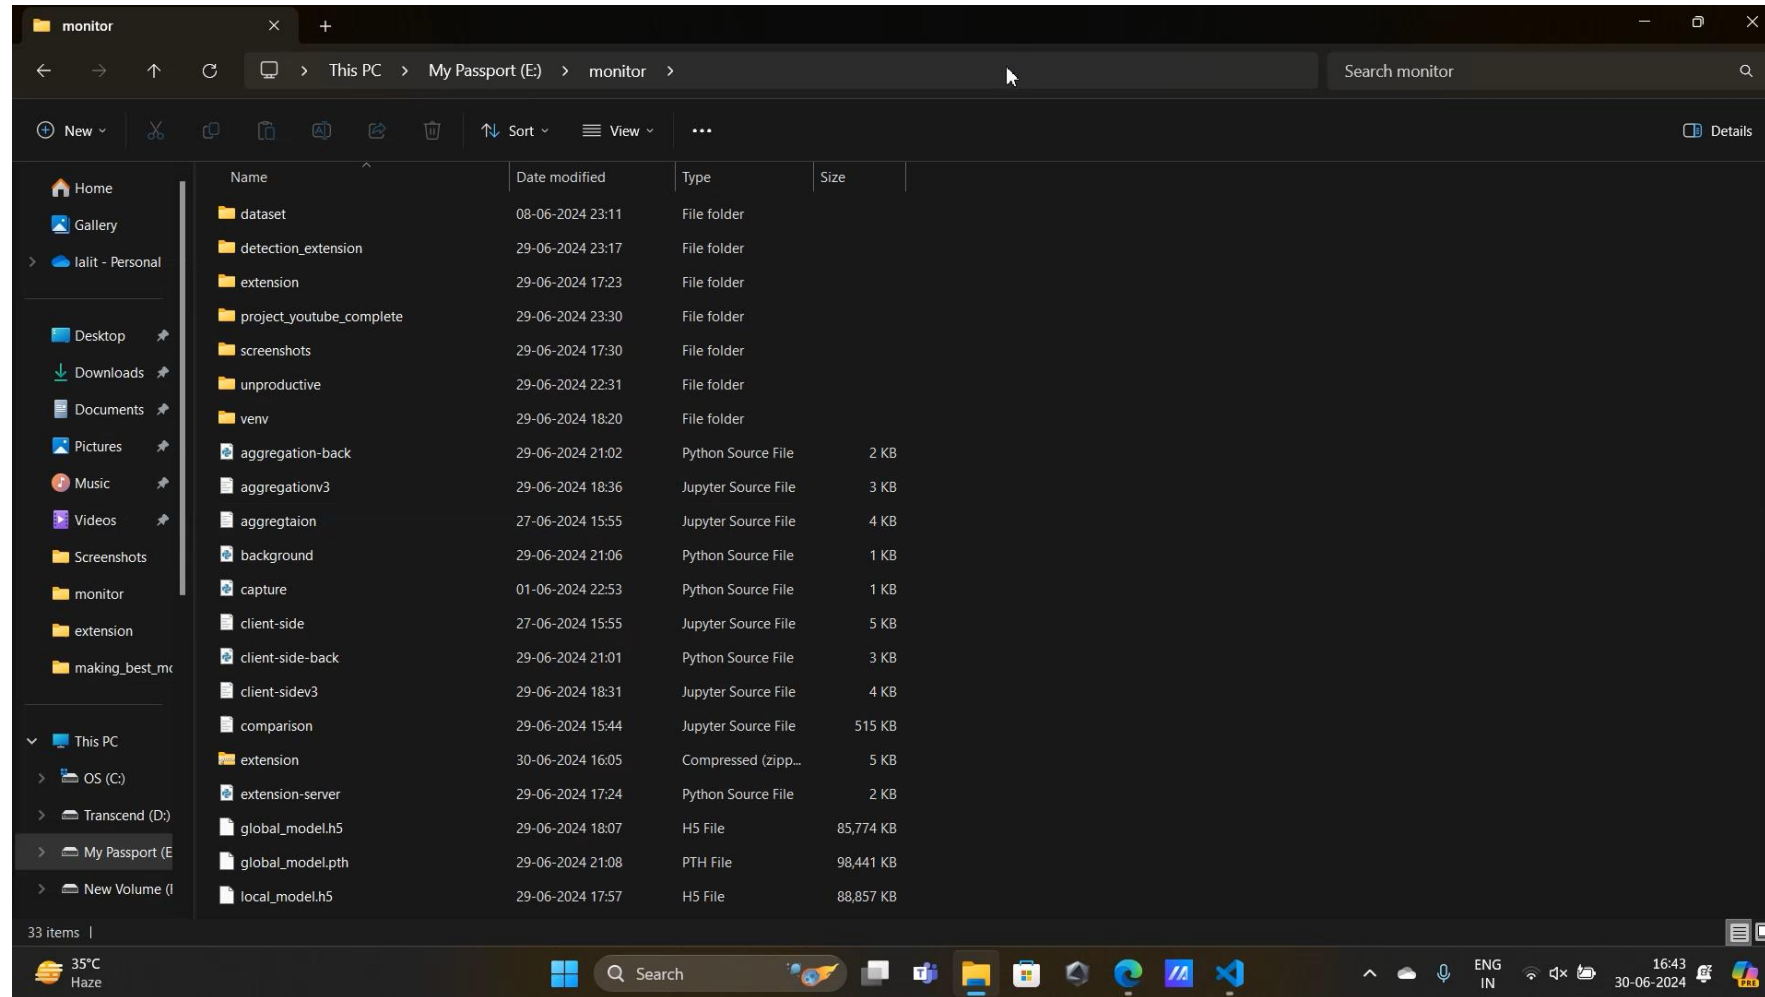 monitor
This PC > My Passport (E:) > monitor >
Search monitor
New
Sort
View
Details
Home
Gallery
lalit - Personal
Desktop
Downloads
Documents
Pictures
Music
Videos
Screenshots
monitor
extension
making_best_mo
This PC
OS (C:)
Transcend (D:)
My Passport (E
New Volume (I
Name Date modified Type Size
dataset 08-06-2024 23:11 File folder
detection_extension 29-06-2024 23:17 File folder
extension 29-06-2024 17:23 File folder
project_youtube_complete 29-06-2024 23:30 File folder
screenshots 29-06-2024 17:30 File folder
unproductive 29-06-2024 22:31 File folder
venv 29-06-2024 18:20 File folder
aggregation-back 29-06-2024 21:02 Python Source File 2 KB
aggregationv3 29-06-2024 18:36 Jupyter Source File 3 KB
aggregtaion 27-06-2024 15:55 Jupyter Source File 4 KB
background 29-06-2024 21:06 Python Source File 1 KB
capture 01-06-2024 22:53 Python Source File 1 KB
client-side 27-06-2024 15:55 Jupyter Source File 5 KB
client-side-back 29-06-2024 21:01 Python Source File 3 KB
client-sidev3 29-06-2024 18:31 Jupyter Source File 4 KB
comparison 29-06-2024 15:44 Jupyter Source File 515 KB
extension 30-06-2024 16:05 Compressed (zipp... 5 KB
extension-server 29-06-2024 17:24 Python Source File 2 KB
global_model.h5 29-06-2024 18:07 H5 File 85,774 KB
global_model.pth 29-06-2024 21:08 PTH File 98,441 KB
local_model.h5 29-06-2024 17:57 H5 File 88,857 KB
33 items
35°C
Haze
Search
ENG
IN
16:43
30-06-2024
PRE